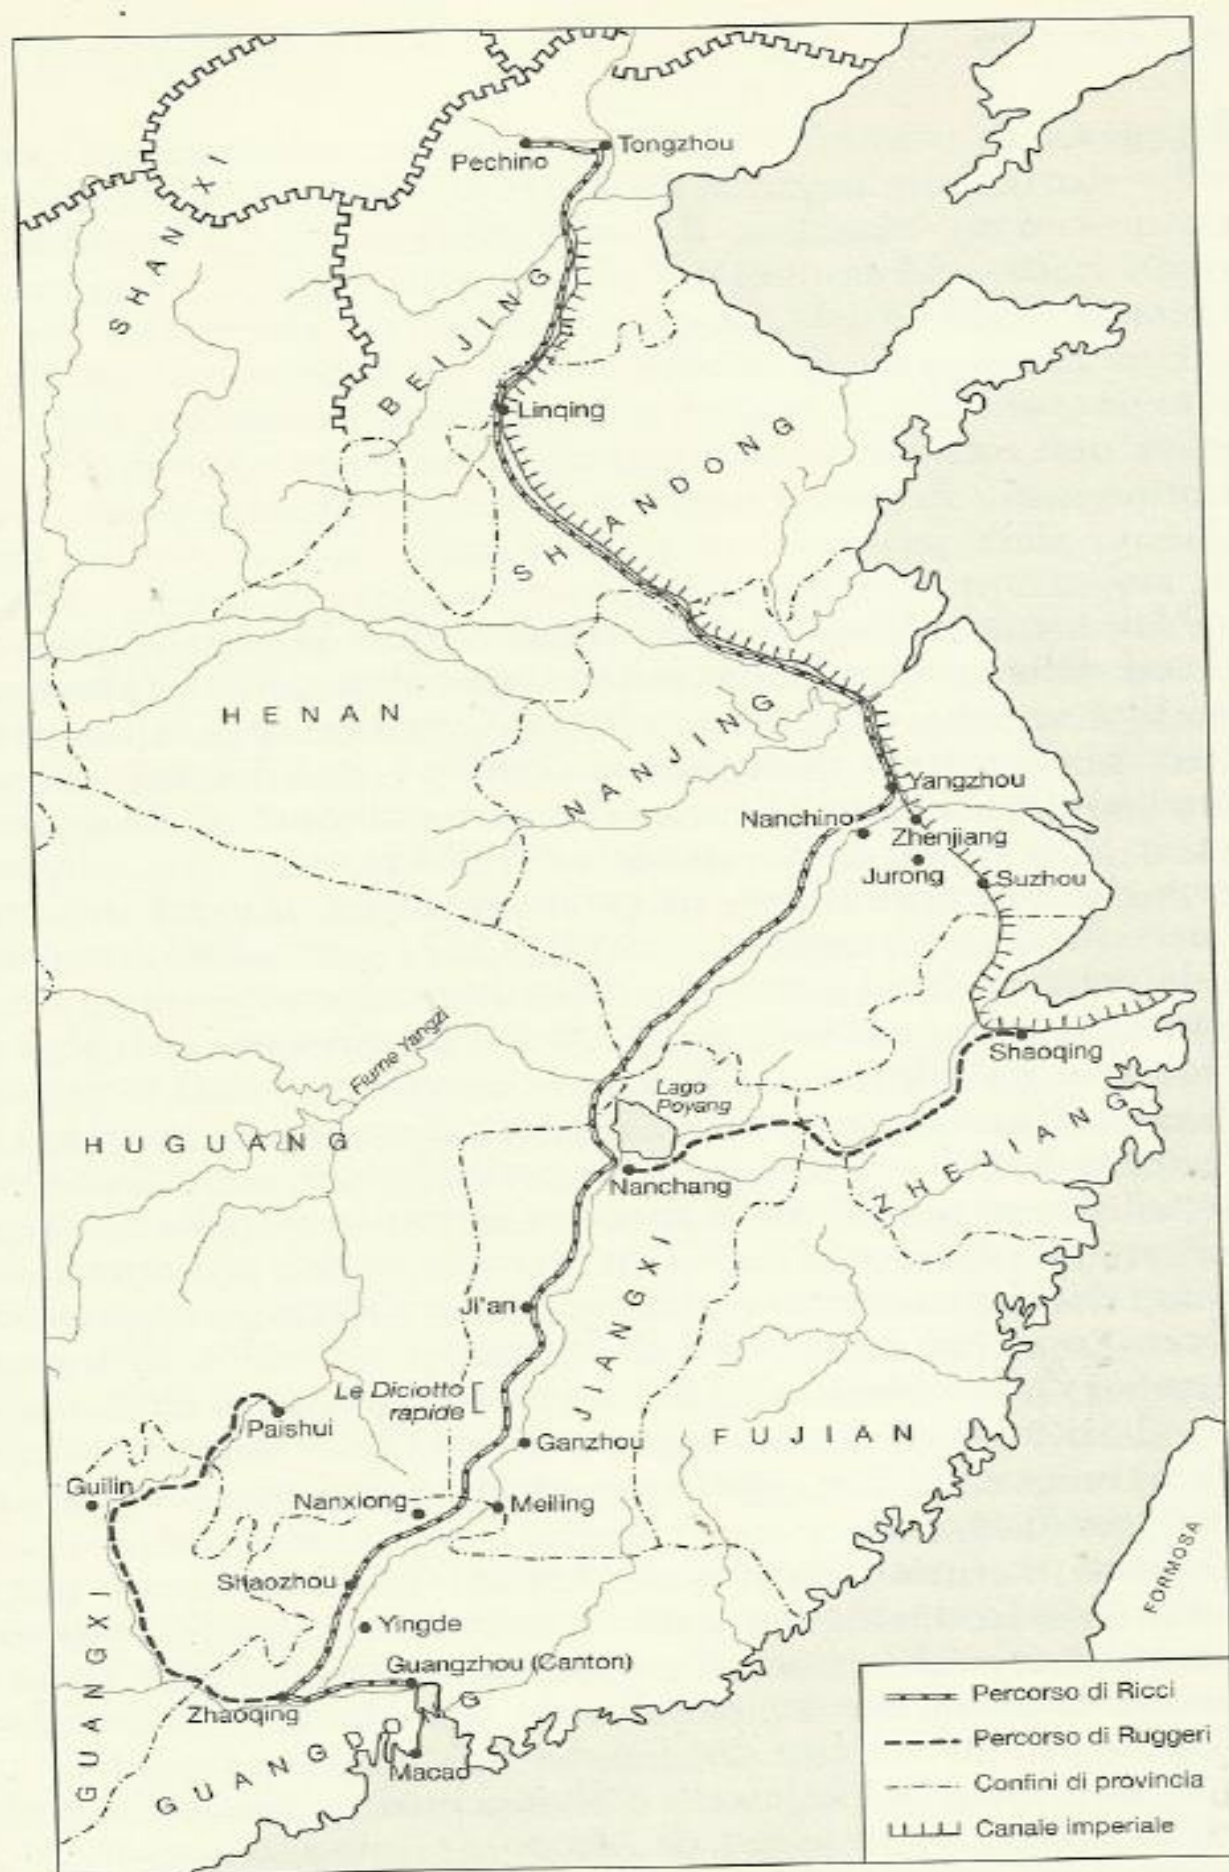 Pechino
Tongzhou
SHANXI
BEIJING
Linqing
SHANDONG
HENAN
NANJING
Yangzhou
Nanchino
Zhenjiang
Jurong
Suzhou
Fiume Yangzi
Shaoqing
Lago
Poyang
HUGUANG
ZHEJIANG
Nanchang
JIANGXI
Ji'an
Le Diciotto
rapide
Paishui
Ganzhou
FUJIAN
Guilin
Nanxiong
Meiling
FORMOSA
Shaozhou
Yingde
GUANGXI
Guangzhou (Canton)
Zhaoqing
GUANGDONG
Macao
Percorso di Ricci
Percorso di Ruggeri
Confini di provincia
Canale imperiale